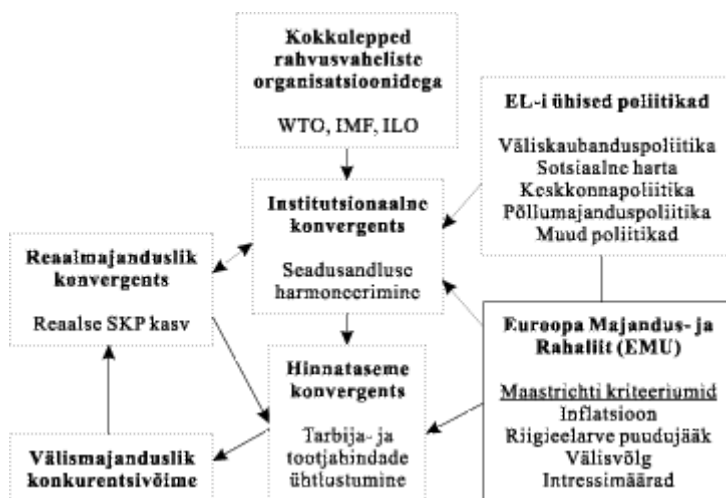 Kokkulepped
rahvusvaheliste
organisatsioonidega
WTO, IMF, ILO
EL-i ühised poliitikad
Väliskaubanduspoliitika
Sotsiaalne harta
Keskkonnapoliitika
Põllumajanduspoliitika
Muud poliitikad
Institutsionaalne
konvergents
Seadusandluse
harmoneerimine
Reaalmajanduslik
konvergents
Reaalse SKP kasv
Euroopa Majandus- ja
Rahaliit (EMU)
Maastrichti kriteeriumid
Inflatsioon
Riigieelarve puudujääk
Välisvõlg
Intressimäärad
Hinnataseme
konvergents
Tarbija- ja
tootjahindade
ühtlustumine
Välismajanduslik
konkurentsivõime